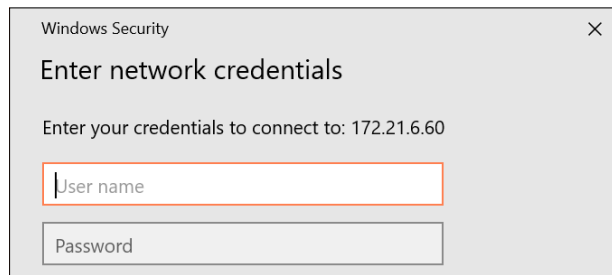 Windows Security
Enter network credentials
Enter your credentials to connect to: 172.21.6.60
User name
Password